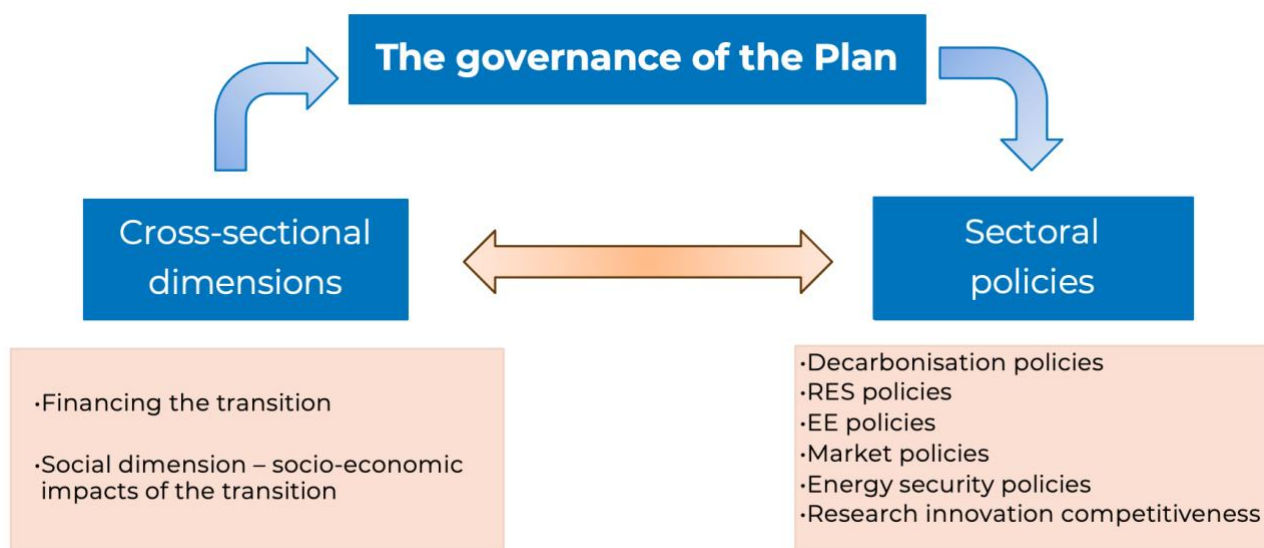 The governance of the Plan
Cross-sectional
dimensions
Sectoral
policies
·Financing the transition
·Social dimension – socio-economic
impacts of the transition
·Decarbonisation policies
·RES policies
·EE policies
·Market policies
·Energy security policies
·Research innovation competitiveness